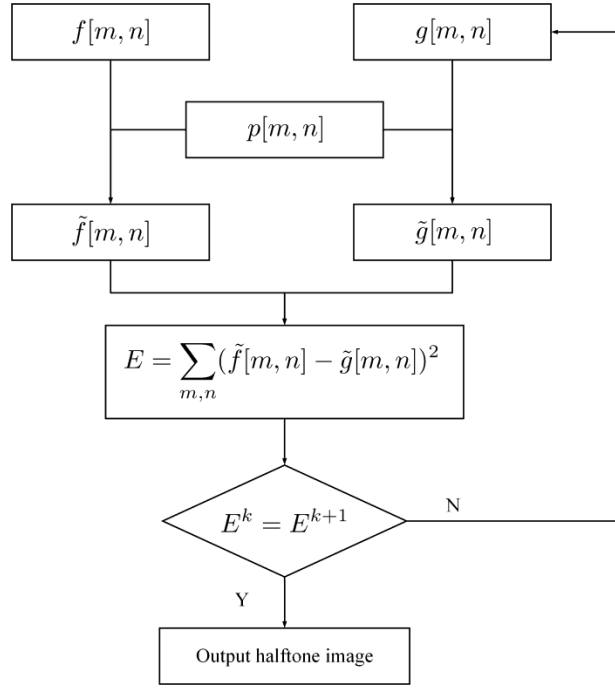 f[m, n]
g[m, n]
p[m, n]
f̃[m, n]
g̃[m, n]
E = ∑_{m,n} (f̃[m, n] − g̃[m, n])²
E^k = E^{k+1}
N
Y
Output halftone image